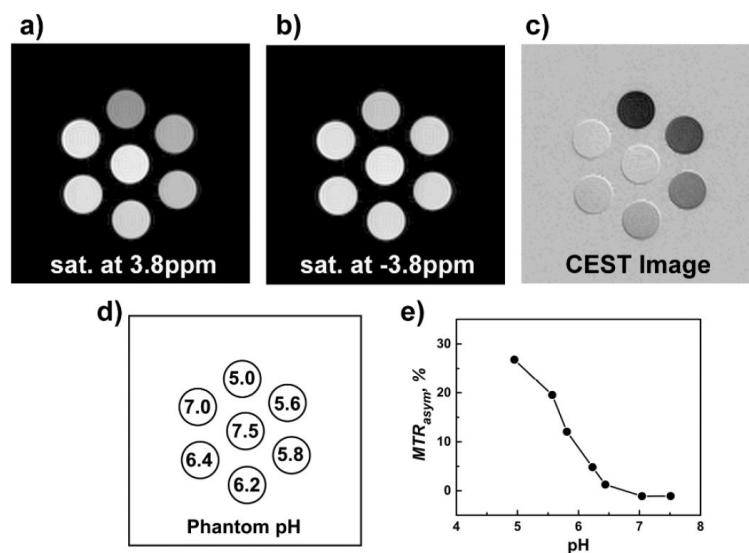 a)
b)
c)
sat. at 3.8ppm
sat. at -3.8ppm
CEST Image
d)
5.0
7.0
5.6
7.5
6.4
5.8
6.2
Phantom pH
e)
30
20
10
0
MTRasym, %
4
5
6
7
8
pH